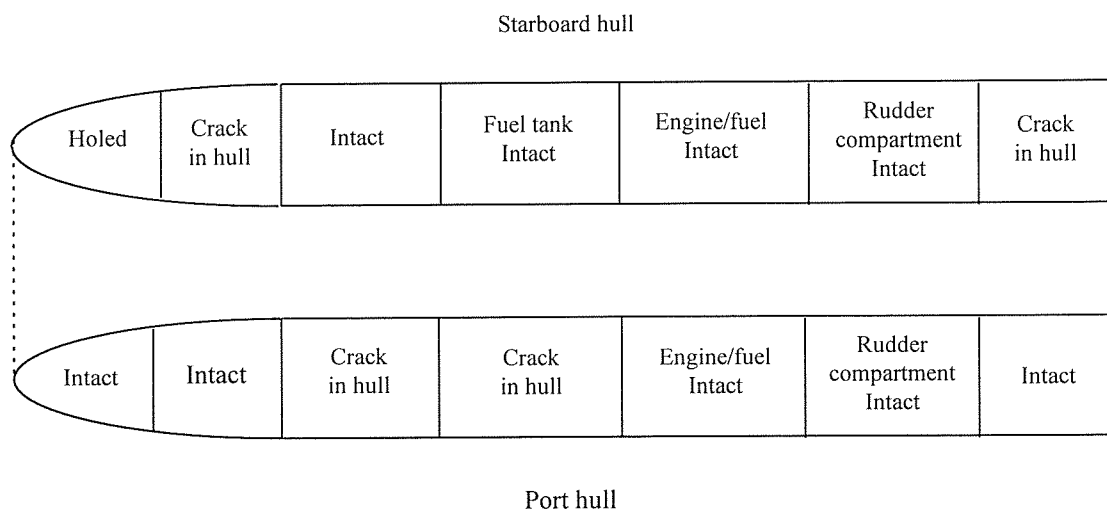 Starboard hull
Holed
Crack
in hull
Intact
Fuel tank
Intact
Engine/fuel
Intact
Rudder
compartment
Intact
Crack
in hull
Intact
Intact
Crack
in hull
Crack
in hull
Engine/fuel
Intact
Rudder
compartment
Intact
Intact
Port hull